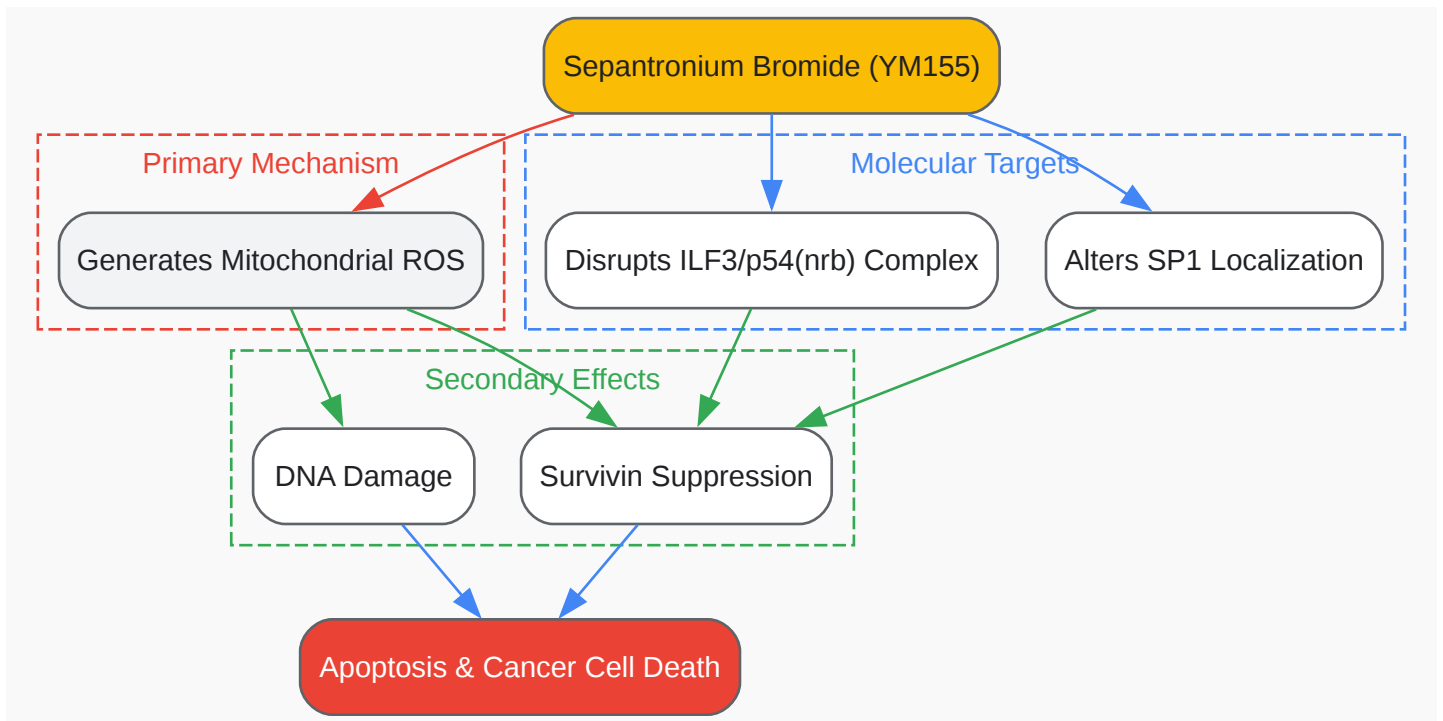 Sepantronium Bromide (YM155)
Primary Mechanism
Molecular Targets
Generates Mitochondrial ROS
Disrupts ILF3/p54(nrb) Complex
Alters SP1 Localization
Secondary Effects
DNA Damage
Survivin Suppression
Apoptosis & Cancer Cell Death